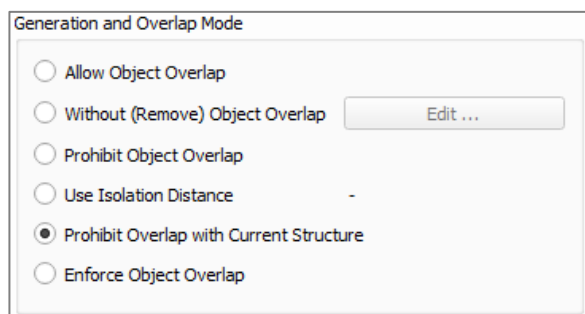 Generation and Overlap Mode
Allow Object Overlap
Without (Remove) Object Overlap Edit ...
Prohibit Object Overlap
Use Isolation Distance -
Prohibit Overlap with Current Structure
Enforce Object Overlap